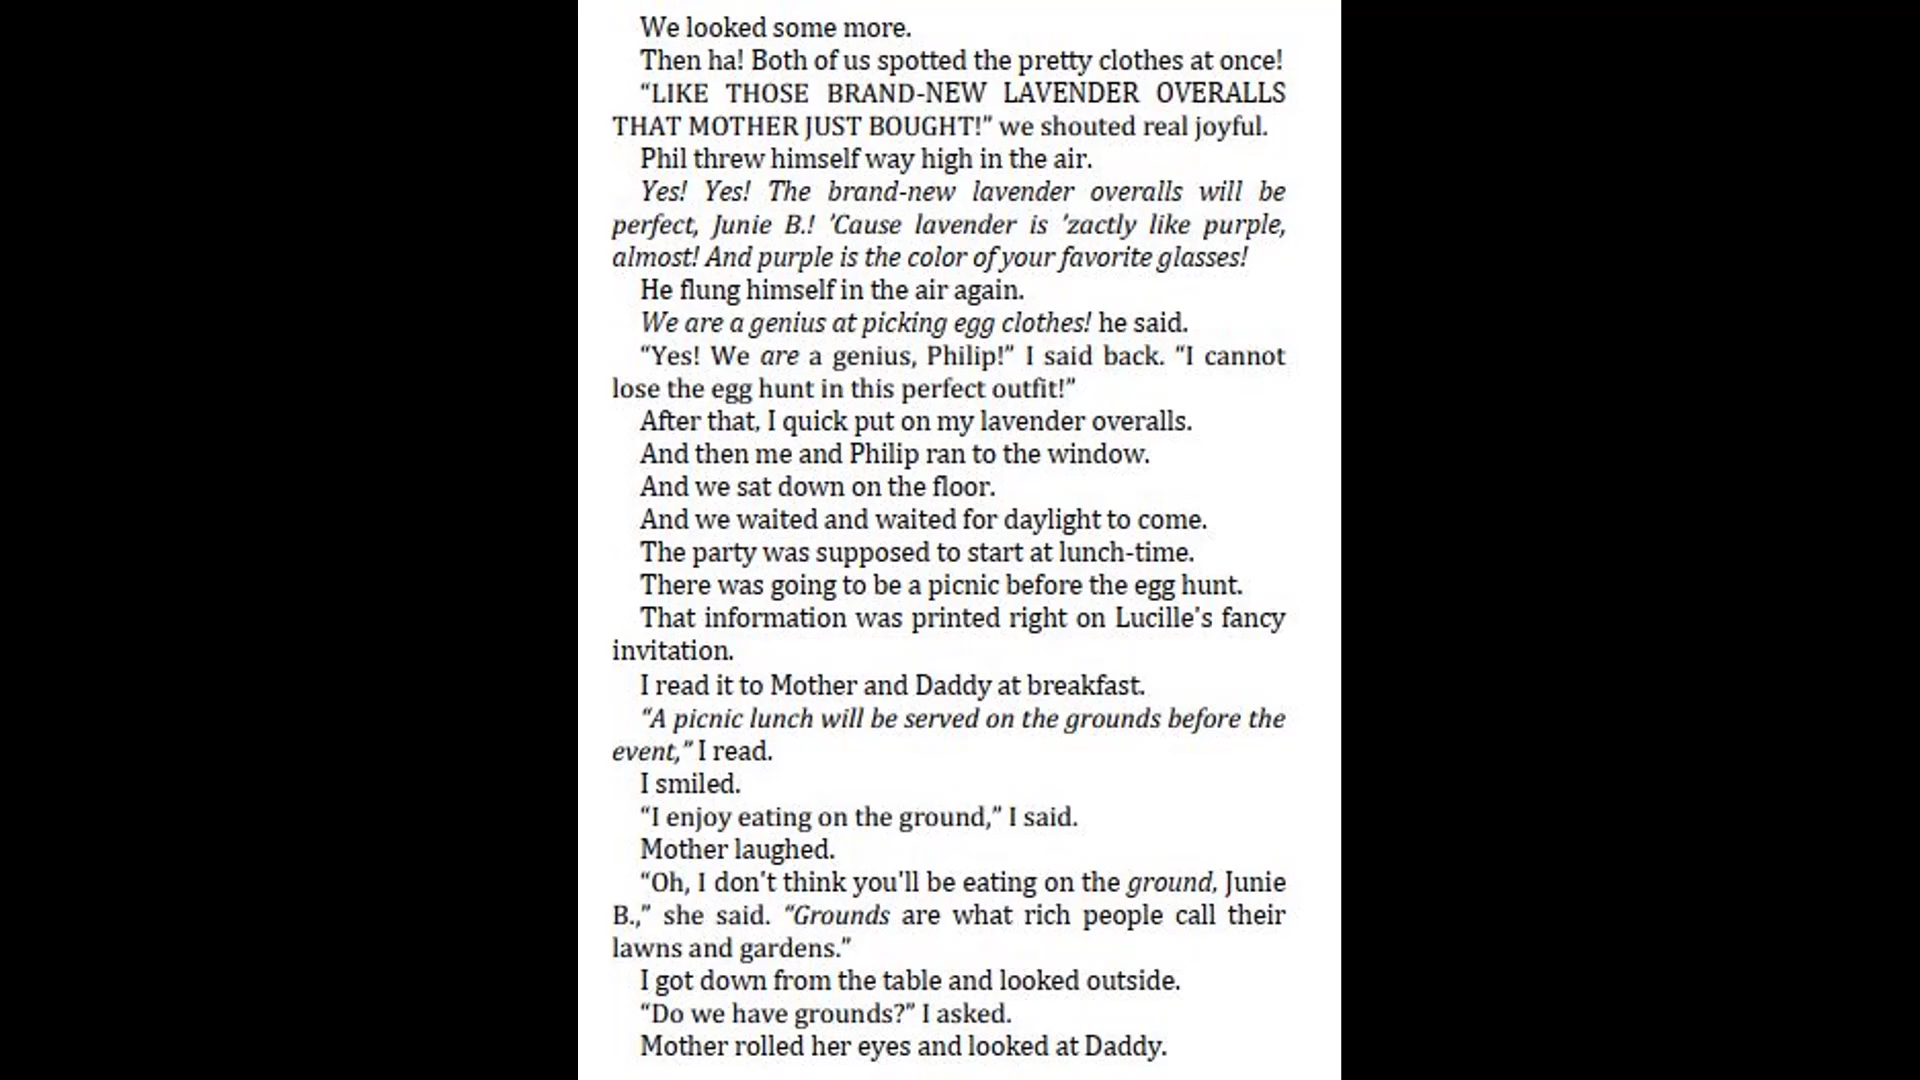 We looked some more.
Then ha! Both of us spotted the pretty clothes at once!
“LIKE THOSE BRAND-NEW LAVENDER OVERALLS
THAT MOTHER JUST BOUGHT!” we shouted real joyful.
Phil threw himself way high in the air.
Yes! Yes! The brand-new lavender overalls will be
perfect, Junie B.! ’Cause lavender is ’zactly like purple,
almost! And purple is the color of your favorite glasses!
He flung himself in the air again.
We are a genius at picking egg clothes! he said.
“Yes! We are a genius, Philip!” I said back. “I cannot
lose the egg hunt in this perfect outfit!”
After that, I quick put on my lavender overalls.
And then me and Philip ran to the window.
And we sat down on the floor.
And we waited and waited for daylight to come.
The party was supposed to start at lunch-time.
There was going to be a picnic before the egg hunt.
That information was printed right on Lucille's fancy
invitation.
I read it to Mother and Daddy at breakfast.
“A picnic lunch will be served on the grounds before the
event,” I read.
I smiled.
“I enjoy eating on the ground,” I said.
Mother laughed.
“Oh, I don't think you'll be eating on the ground, Junie
B.,” she said. “Grounds are what rich people call their
lawns and gardens.”
I got down from the table and looked outside.
“Do we have grounds?” I asked.
Mother rolled her eyes and looked at Daddy.